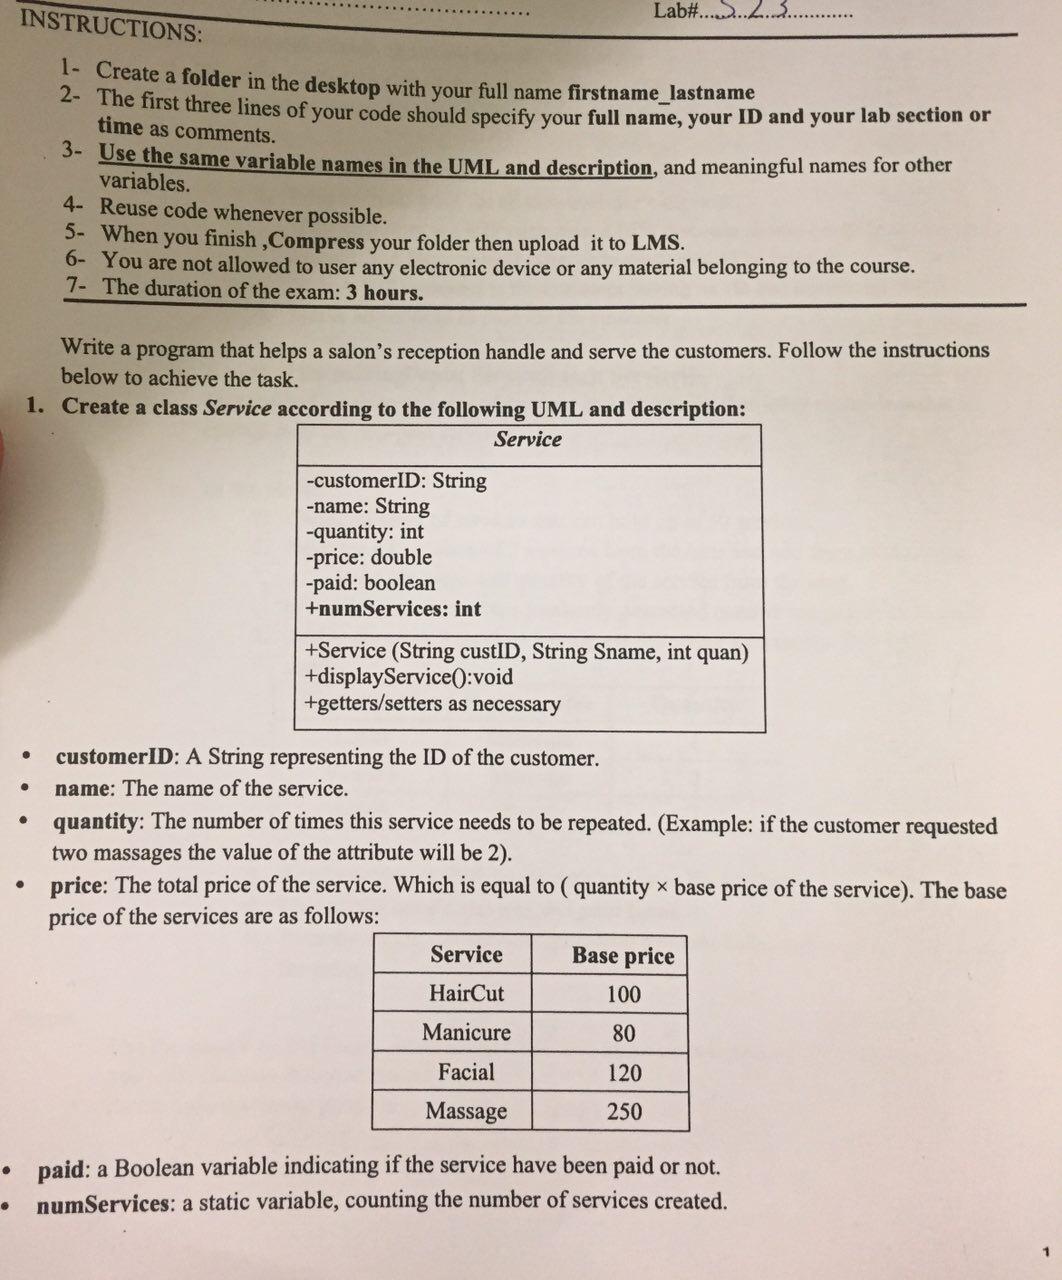 Lab#....S..2..3............
INSTRUCTIONS:
1- Create a folder in the desktop with your full name firstname_lastname
2- The first three lines of your code should specify your full name, your ID and your lab section or
time as comments.
3- Use the same variable names in the UML and description, and meaningful names for other
variables.
4- Reuse code whenever possible.
5- When you finish ,Compress your folder then upload it to LMS.
6- You are not allowed to user any electronic device or any material belonging to the course.
7- The duration of the exam: 3 hours.
Write a program that helps a salon's reception handle and serve the customers. Follow the instructions
below to achieve the task.
1. Create a class Service according to the following UML and description:
Service
-customerID: String
-name: String
-quantity: int
-price: double
-paid: boolean
+numServices: int
+Service (String custID, String Sname, int quan)
+displayService():void
+getters/setters as necessary
• customerID: A String representing the ID of the customer.
• name: The name of the service.
• quantity: The number of times this service needs to be repeated. (Example: if the customer requested
two massages the value of the attribute will be 2).
• price: The total price of the service. Which is equal to ( quantity × base price of the service). The base
price of the services are as follows:
Service Base price
HairCut 100
Manicure 80
Facial 120
Massage 250
• paid: a Boolean variable indicating if the service have been paid or not.
• numServices: a static variable, counting the number of services created.
1